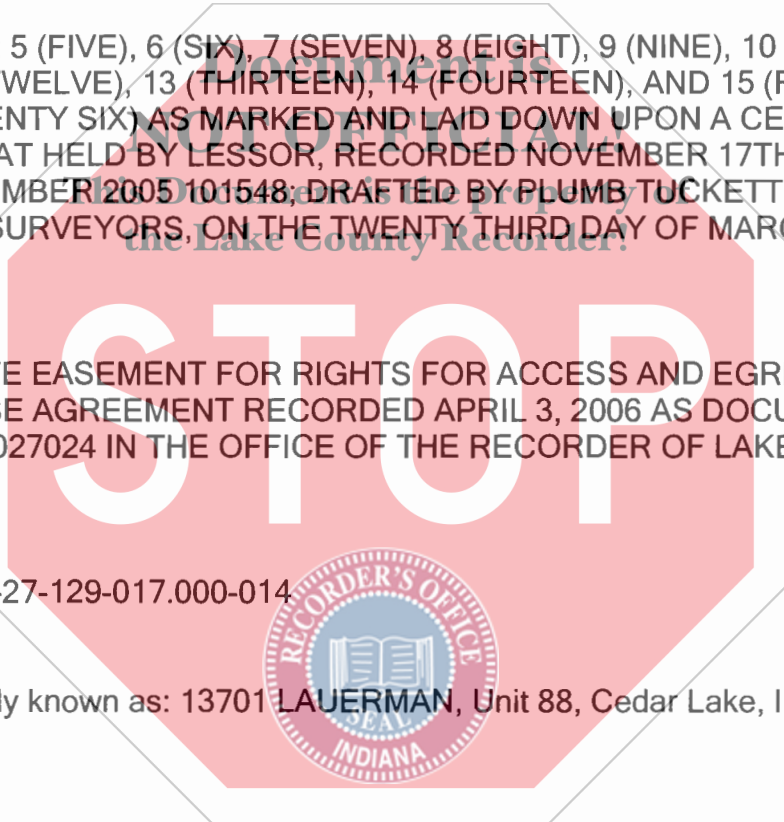 5 (FIVE), 6 (SIX), 7 (SEVEN), 8 (EIGHT), 9 (NINE), 10
WELVE), 13 (THIRTEEN), 14 (FOURTEEN), AND 15 (F
ENTY SIX) AS MARKED AND LAID DOWN UPON A CE
AT HELD BY LESSOR, RECORDED NOVEMBER 17TH
MBER 2005 101548; DRAFTED BY PLUMB TUCKETT
SURVEYORS, ON THE TWENTY THIRD DAY OF MARC
Document is
NOT OFFICIAL!
This Document is the property of
the Lake County Recorder!
STOP
E EASEMENT FOR RIGHTS FOR ACCESS AND EGR
SE AGREEMENT RECORDED APRIL 3, 2006 AS DOCU
027024 IN THE OFFICE OF THE RECORDER OF LAKE
-27-129-017.000-014
ly known as: 13701 LAUERMAN, Unit 88, Cedar Lake, I
RECORDER'S OFFICE
SEAL
INDIANA